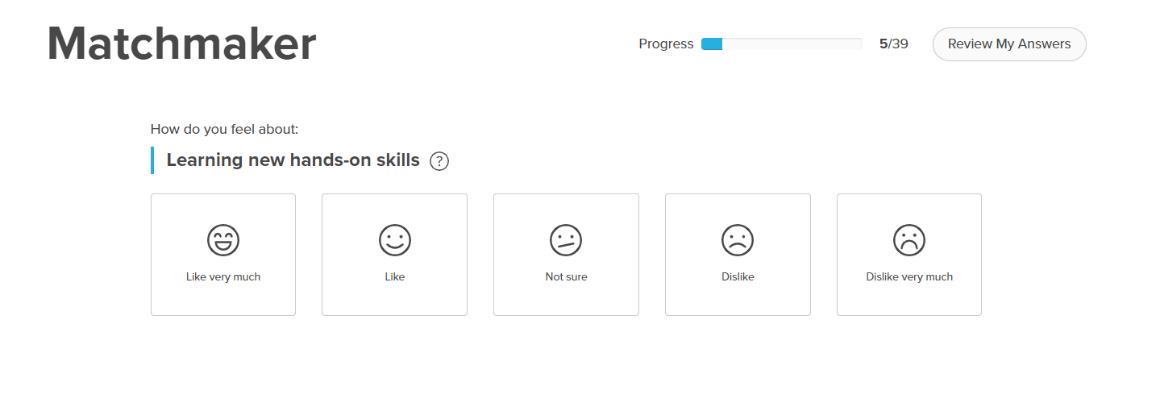 Matchmaker
Progress 5/39 Review My Answers
How do you feel about:
Learning new hands-on skills ?
Like very much Like Not sure Dislike Dislike very much